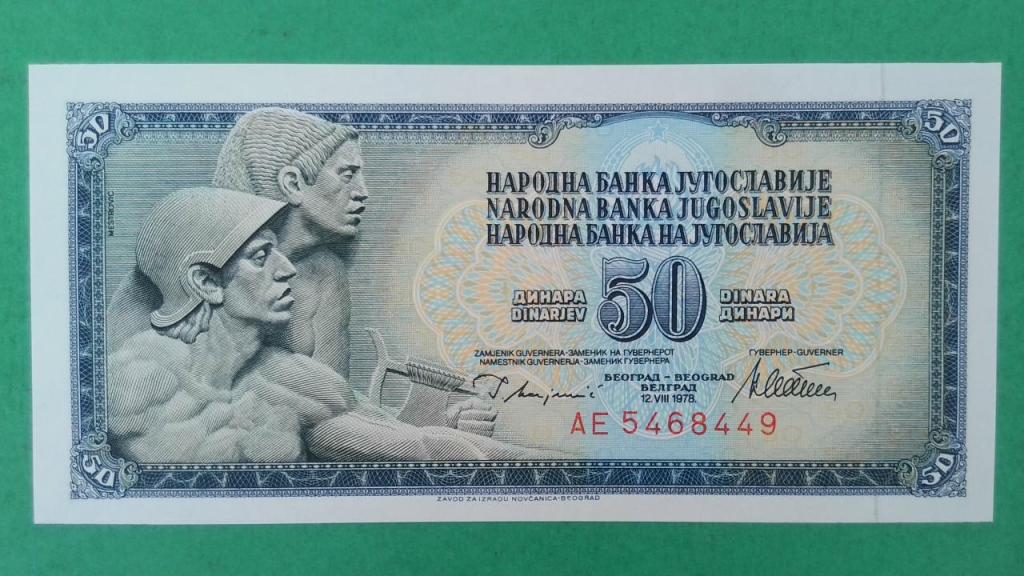 50 50
MEŠTROVIĆ
НАРОДНА БАНКА ЈУГОСЛАВИЈЕ
NARODNA BANKA JUGOSLAVIJE
НАРОДНА БАНКА НА ЈУГОСЛАВИЈА
ДИНАРА 50 DINARA
DINARJEV ДИНАРИ
ZAMJENIK GUVERNERA-ЗАМЕНИК НА ГУВЕРНЕРОТ ГУВЕРНЕР-GUVERNER
NAMESTNIK GUVERNERJA-ЗАМЕНИК ГУВЕРНЕРА
БЕОГРАД - BEOGRAD
БЕЛГРАД
12. VIII 1978.
AE 5468449
50 50
ZAVOD ZA IZRADU NOVČANICA-BEOGRAD